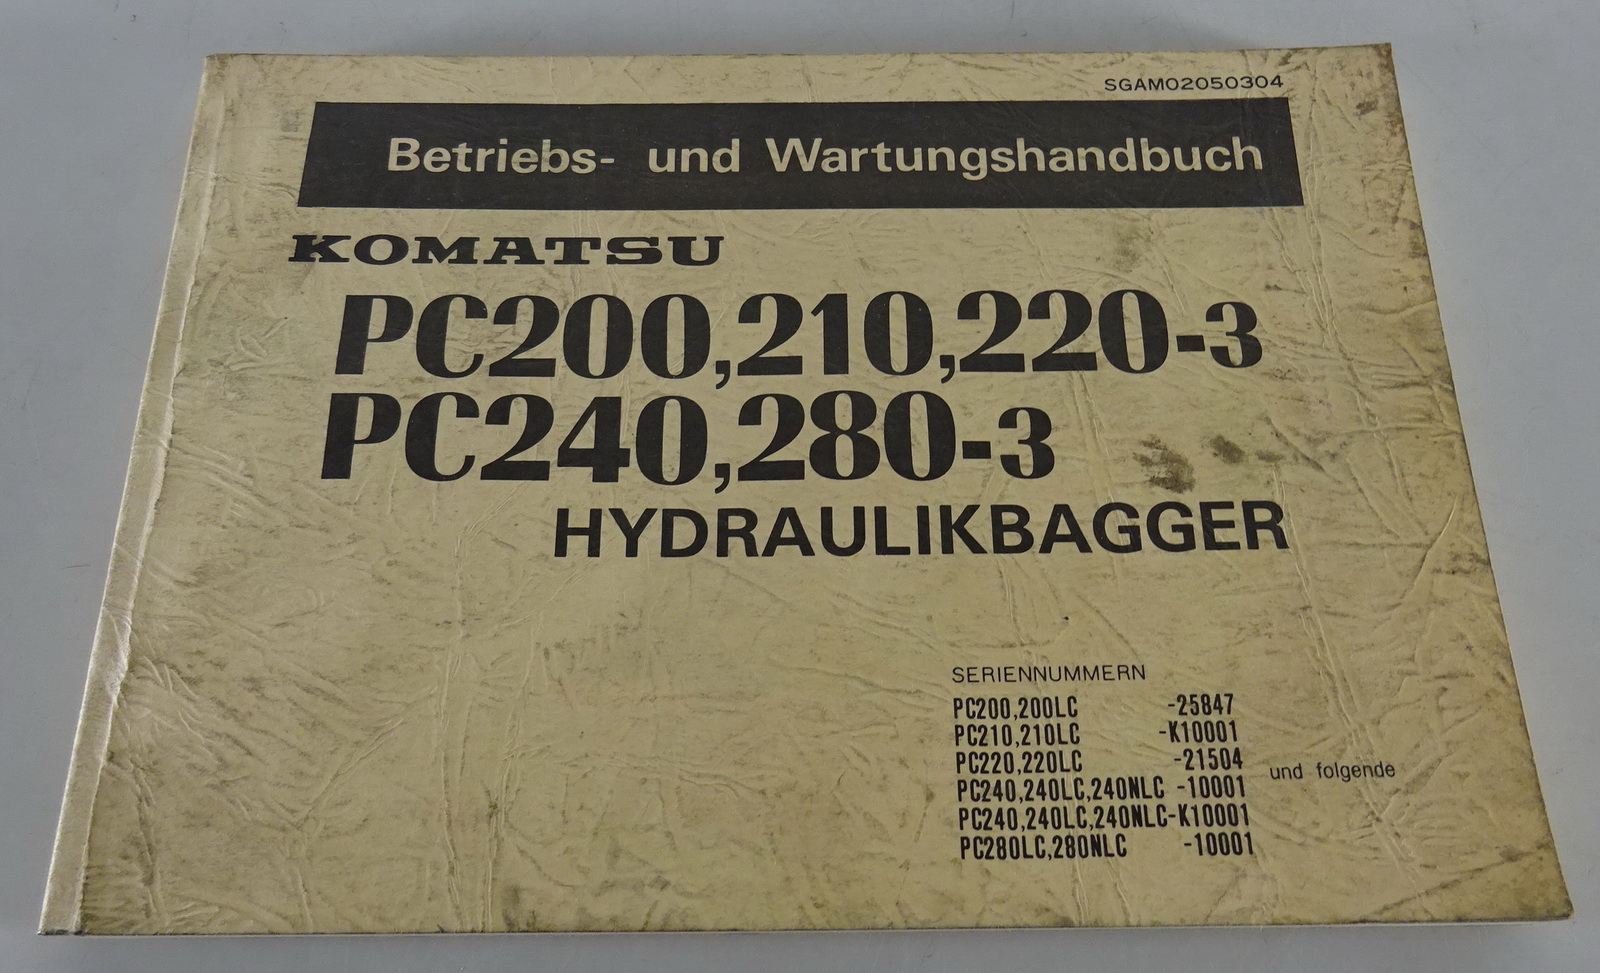 SGAM02050304
Betriebs- und Wartungshandbuch
KOMATSU
PC200,210,220-3
PC240,280-3
HYDRAULIKBAGGER
SERIENNUMMERN
PC200,200LC -25847
PC210,210LC -K10001
PC220,220LC -21504
und folgende
PC240,240LC,240NLC -10001
PC240,240LC,240NLC-K10001
PC280LC,280NLC -10001